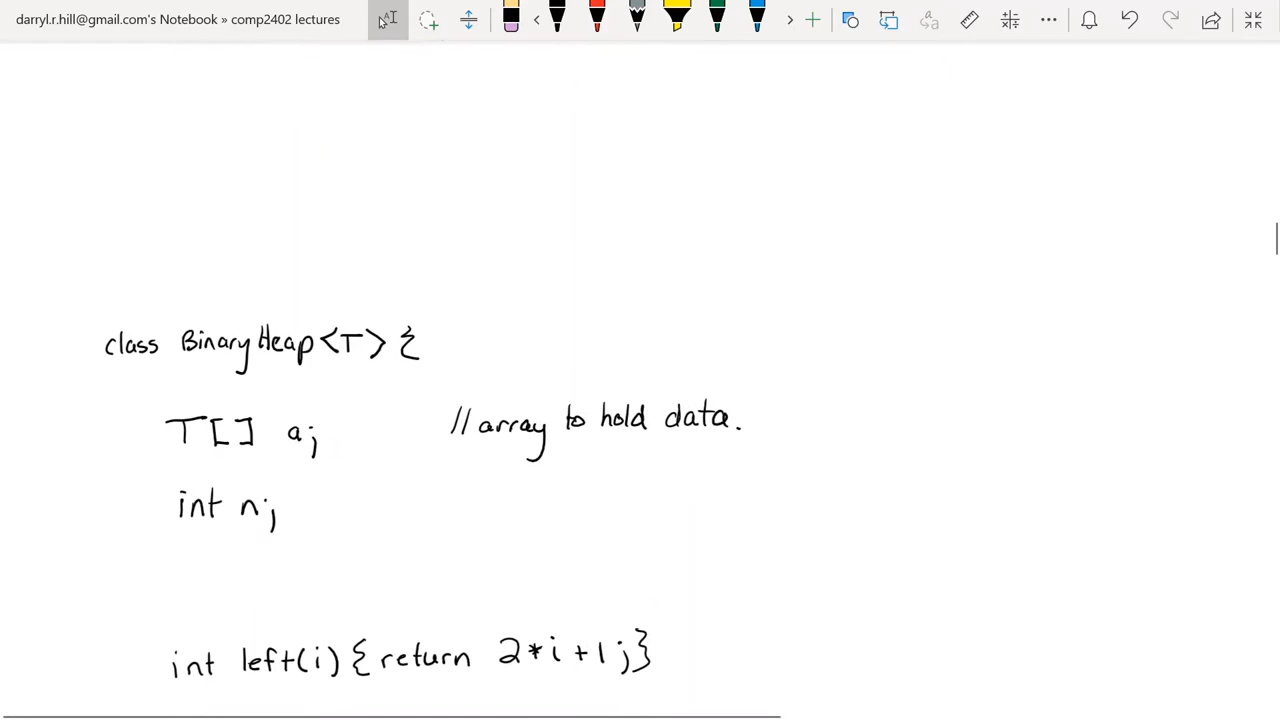 darryl.r.hill@gmail.com's Notebook » comp2402 lectures
class BinaryHeap<T> {
T[] a; // array to hold data.
int n;
int left(i) { return 2*i+1; }